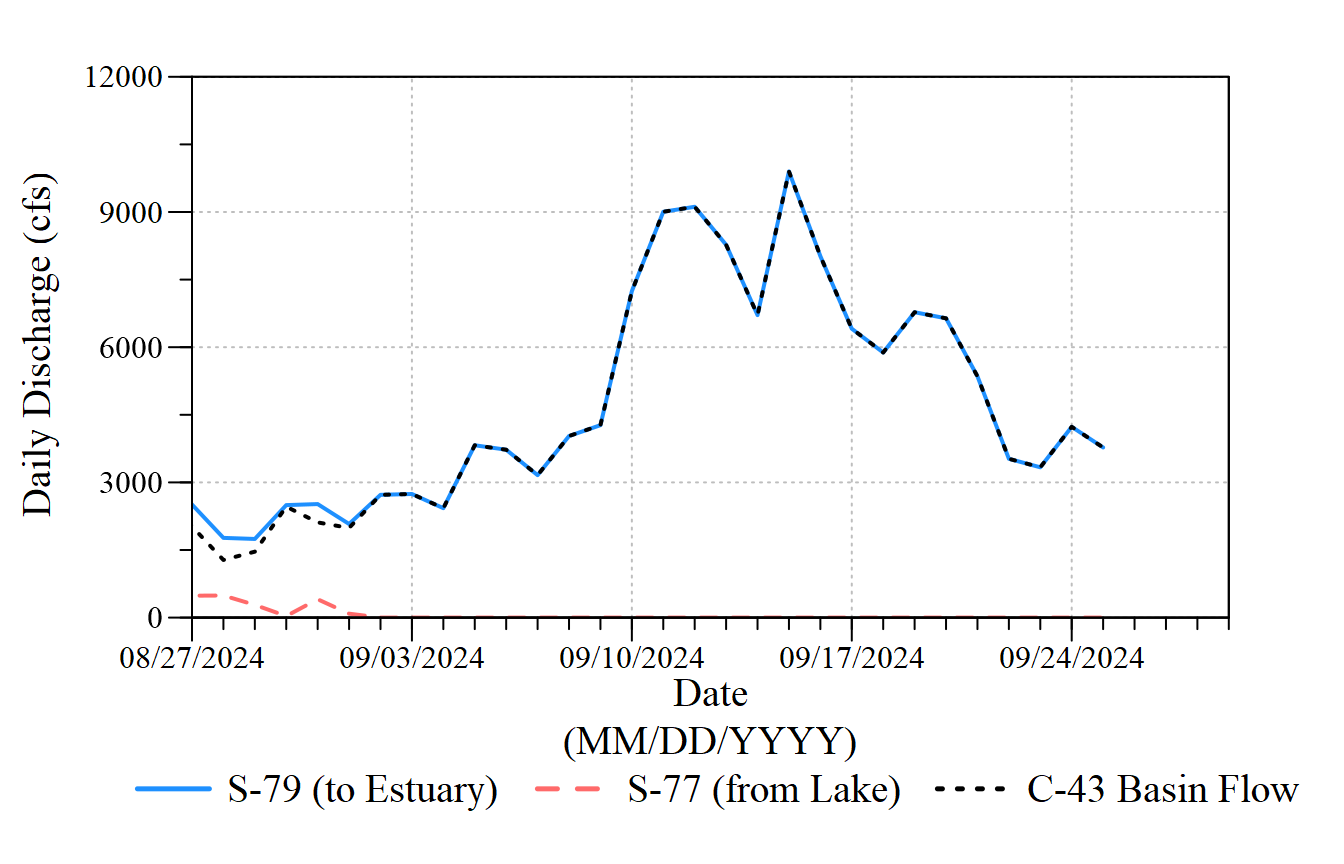 12000
9000
6000
3000
0
Daily Discharge (cfs)
08/27/2024 09/03/2024 09/10/2024 09/17/2024 09/24/2024
Date
(MM/DD/YYYY)
S-79 (to Estuary) S-77 (from Lake) C-43 Basin Flow